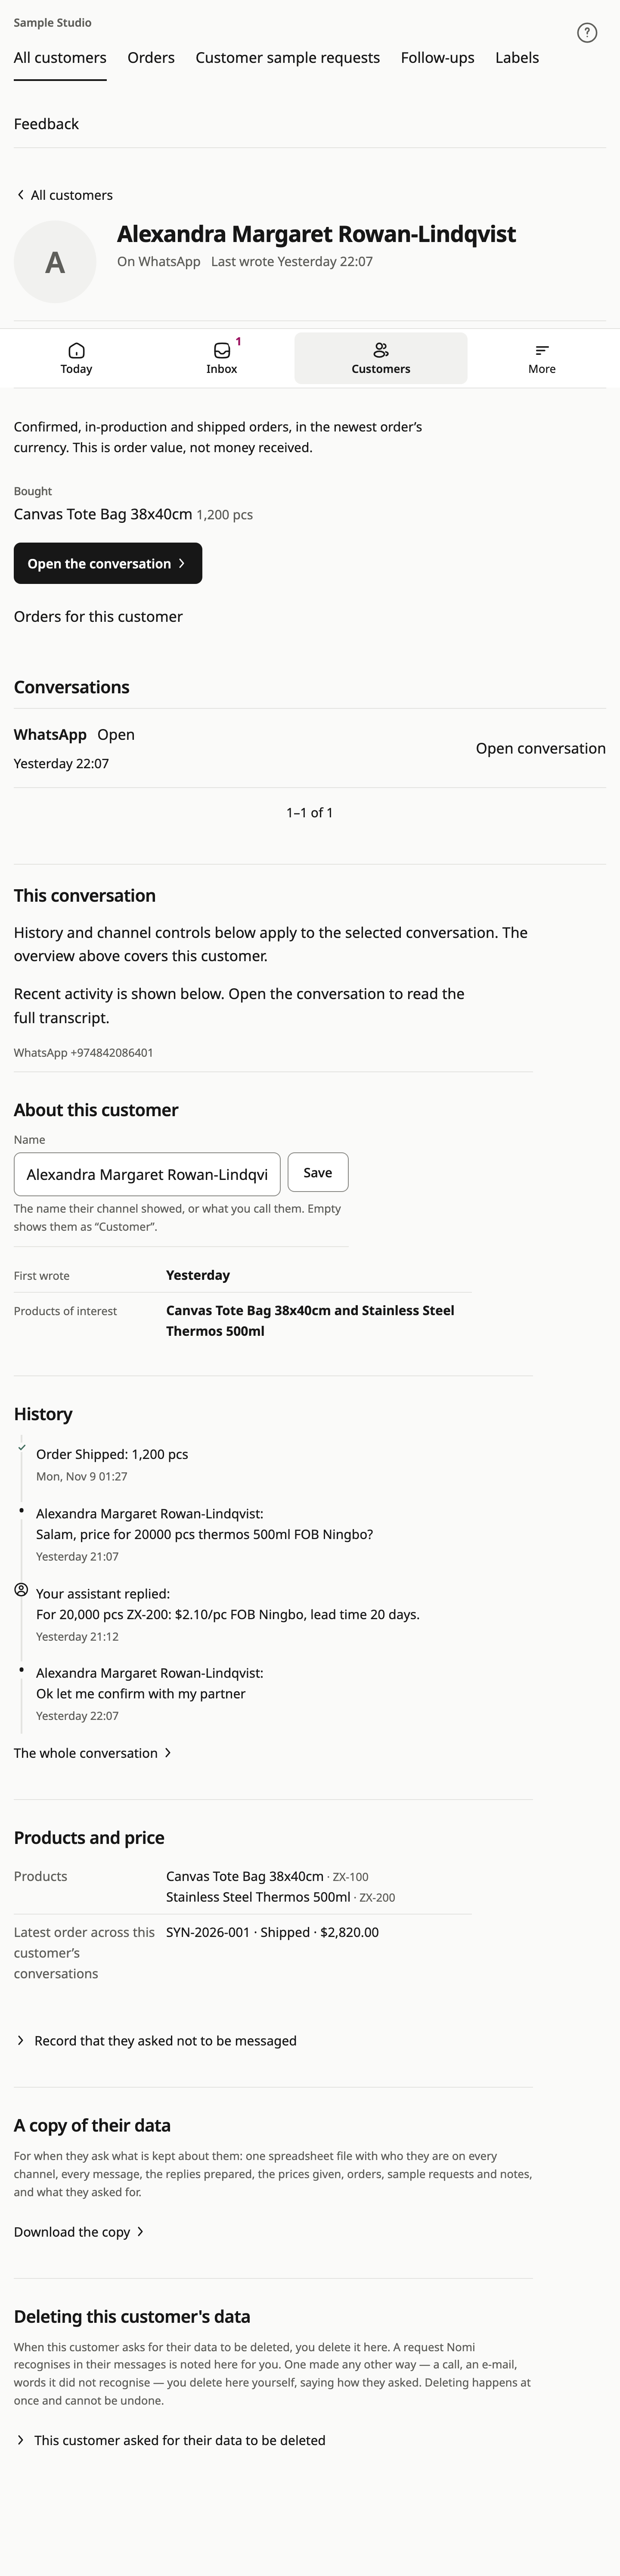 Sample Studio
?
All customers Orders Customer sample requests Follow-ups Labels
Feedback
All customers
A
Alexandra Margaret Rowan-Lindqvist
On WhatsApp Last wrote Yesterday 22:07
1
Today Inbox Customers More
Confirmed, in-production and shipped orders, in the newest order's
currency. This is order value, not money received.
Bought
Canvas Tote Bag 38x40cm 1,200 pcs
Open the conversation
Orders for this customer
Conversations
WhatsApp Open
Yesterday 22:07
Open conversation
1–1 of 1
This conversation
History and channel controls below apply to the selected conversation. The
overview above covers this customer.
Recent activity is shown below. Open the conversation to read the
full transcript.
WhatsApp +974842086401
About this customer
Name
Alexandra Margaret Rowan-Lindqvi
Save
The name their channel showed, or what you call them. Empty
shows them as “Customer”.
First wrote Yesterday
Products of interest Canvas Tote Bag 38x40cm and Stainless Steel
Thermos 500ml
History
Order Shipped: 1,200 pcs
Mon, Nov 9 01:27
Alexandra Margaret Rowan-Lindqvist:
Salam, price for 20000 pcs thermos 500ml FOB Ningbo?
Yesterday 21:07
Your assistant replied:
For 20,000 pcs ZX-200: $2.10/pc FOB Ningbo, lead time 20 days.
Yesterday 21:12
Alexandra Margaret Rowan-Lindqvist:
Ok let me confirm with my partner
Yesterday 22:07
The whole conversation
Products and price
Products Canvas Tote Bag 38x40cm · ZX-100
Stainless Steel Thermos 500ml · ZX-200
Latest order across this SYN-2026-001 · Shipped · $2,820.00
customer's
conversations
Record that they asked not to be messaged
A copy of their data
For when they ask what is kept about them: one spreadsheet file with who they are on every
channel, every message, the replies prepared, the prices given, orders, sample requests and notes,
and what they asked for.
Download the copy
Deleting this customer's data
When this customer asks for their data to be deleted, you delete it here. A request Nomi
recognises in their messages is noted here for you. One made any other way — a call, an e-mail,
words it did not recognise — you delete here yourself, saying how they asked. Deleting happens at
once and cannot be undone.
This customer asked for their data to be deleted